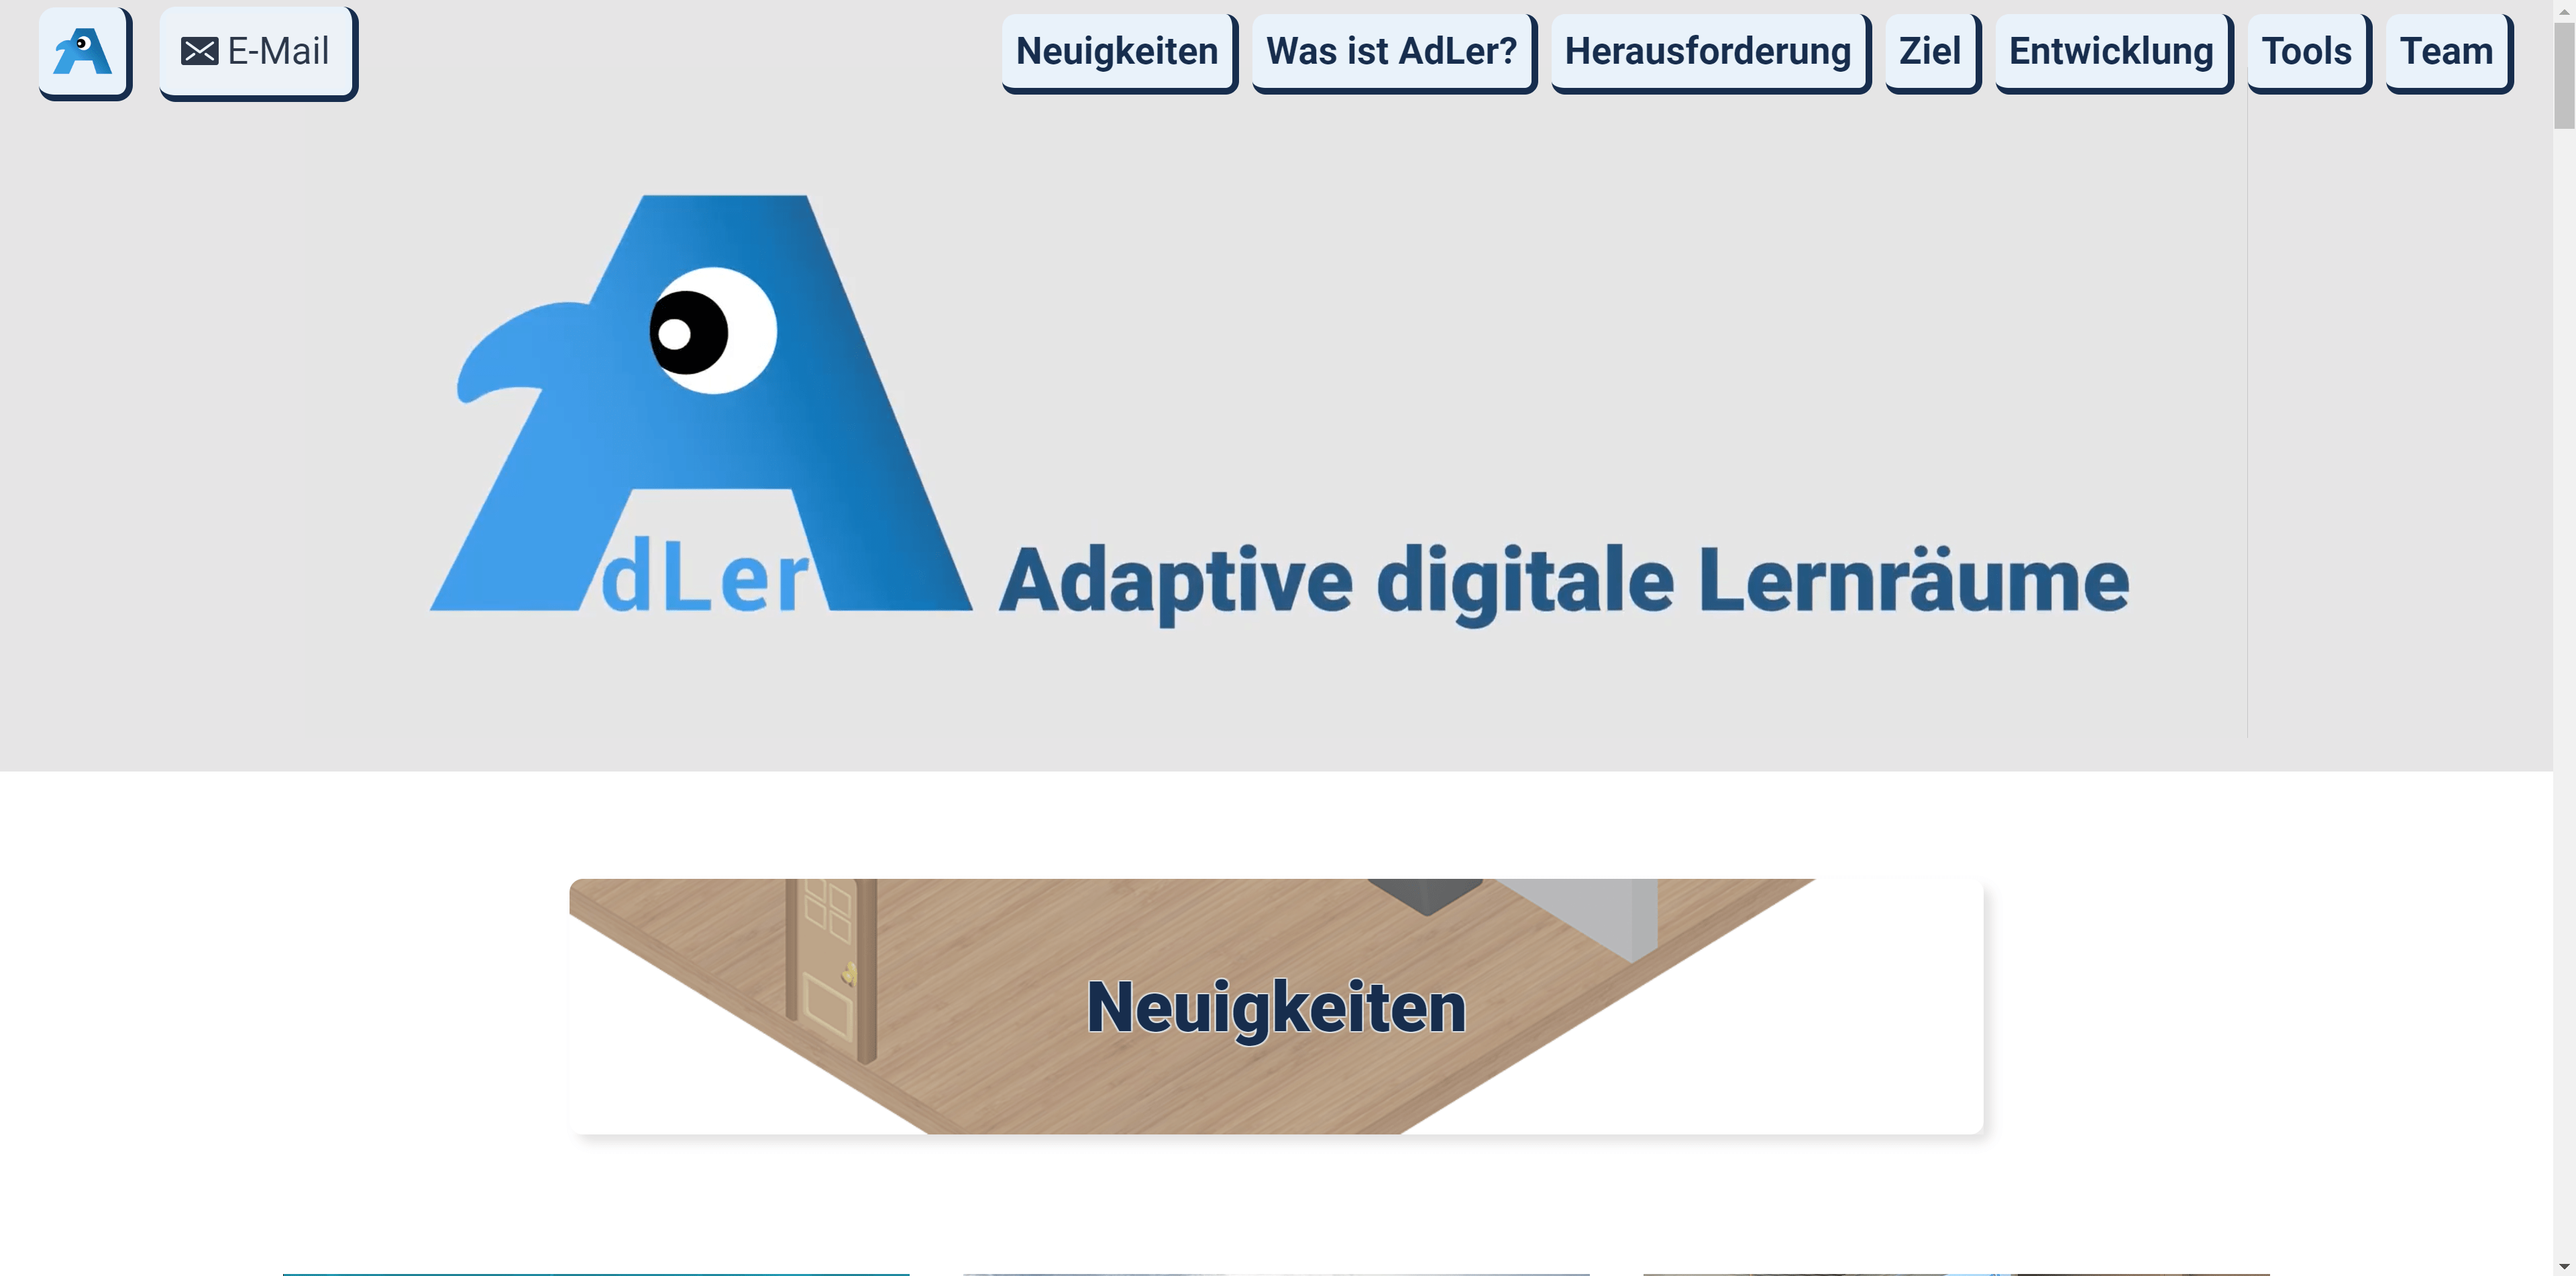 E-Mail
Neuigkeiten
Was ist AdLer?
Herausforderung
Ziel
Entwicklung
Tools
Team
AdLer Adaptive digitale Lernräume
Neuigkeiten